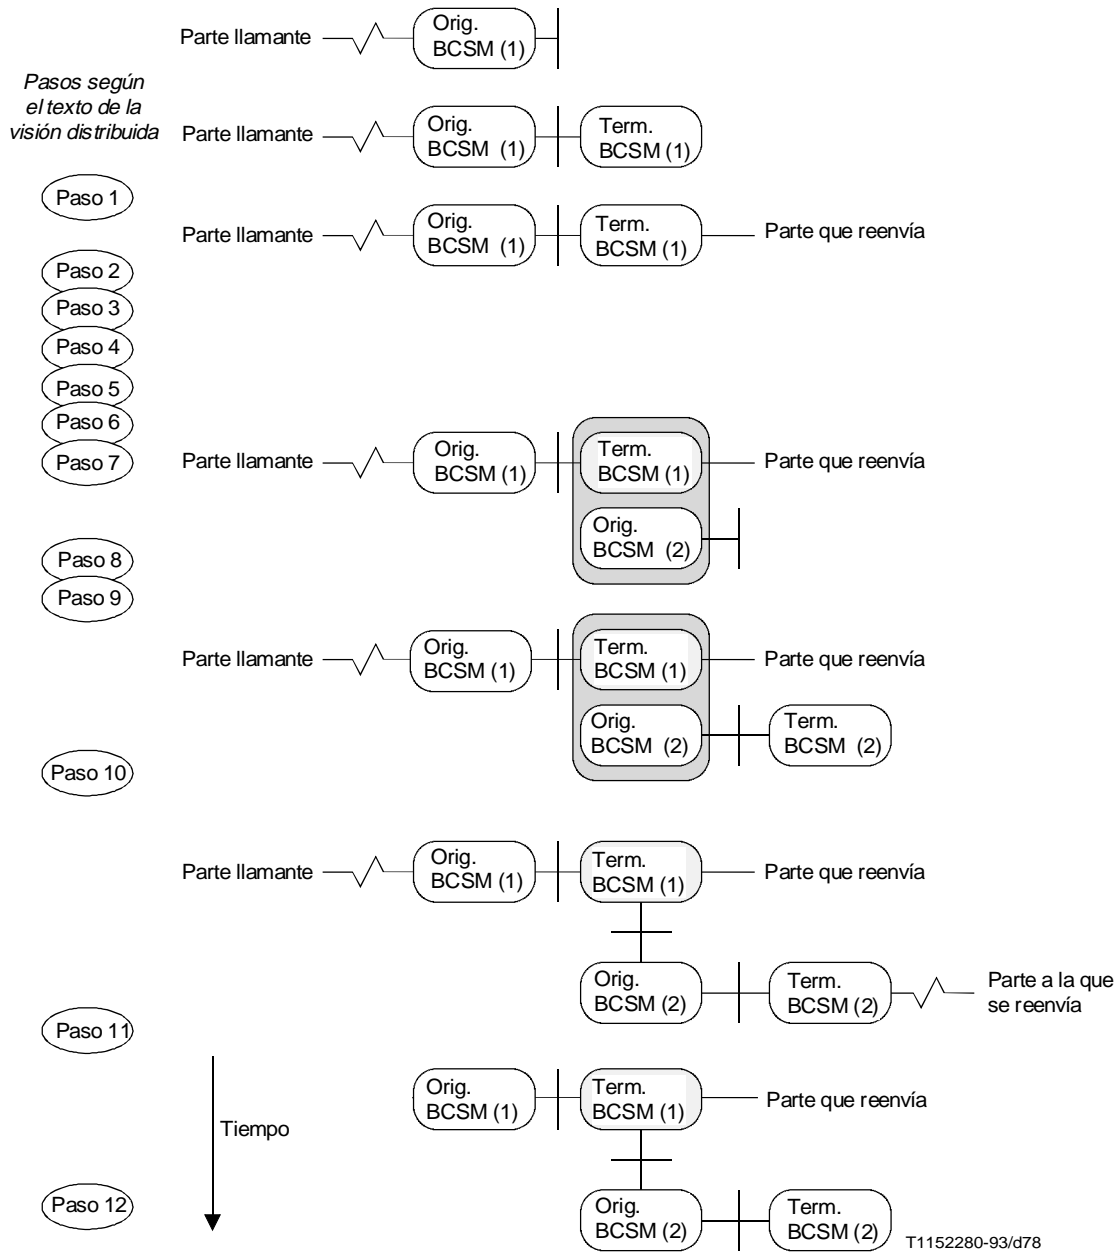 Orig.
Parte llamante
BCSM (1)
Pasos según
el texto de la
visión distribuida
Parte llamante
Orig.
BCSM (1)
Term.
BCSM (1)
Paso 1
Parte llamante
Orig.
BCSM (1)
Term.
BCSM (1)
Parte que reenvía
Paso 2
Paso 3
Paso 4
Paso 5
Paso 6
Paso 7
Parte llamante
Orig.
BCSM (1)
Term.
BCSM (1)
Parte que reenvía
Orig.
BCSM (2)
Paso 8
Paso 9
Parte llamante
Orig.
BCSM (1)
Term.
BCSM (1)
Parte que reenvía
Orig.
BCSM (2)
Term.
BCSM (2)
Paso 10
Parte llamante
Orig.
BCSM (1)
Term.
BCSM (1)
Parte que reenvía
Orig.
BCSM (2)
Term.
BCSM (2)
Parte a la que
se reenvía
Paso 11
Orig.
BCSM (1)
Term.
BCSM (1)
Parte que reenvía
Tiempo
Paso 12
Orig.
BCSM (2)
Term.
BCSM (2)
T1152280-93/d78